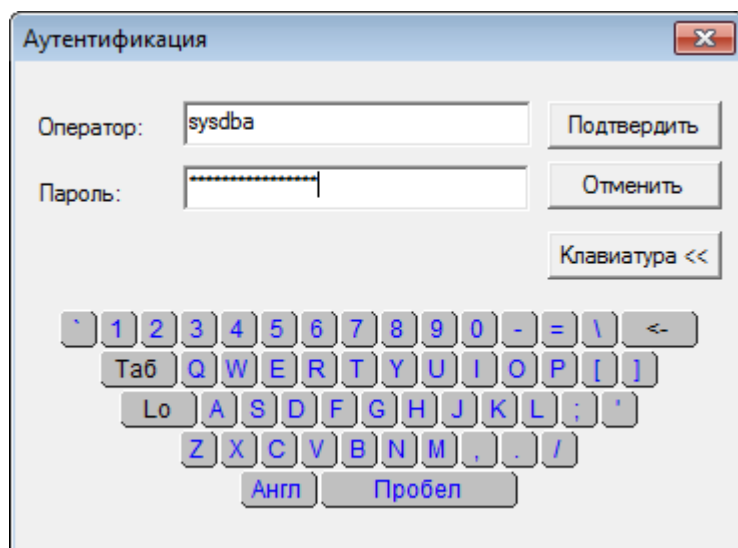 Аутентификация
Оператор: sysdba Подтвердить
Пароль: **************** Отменить
Клавиатура <<
` 1 2 3 4 5 6 7 8 9 0 - = \ <-
Таб Q W E R T Y U I O P [ ]
Lo A S D F G H J K L ; '
Z X C V B N M , . /
Англ Пробел